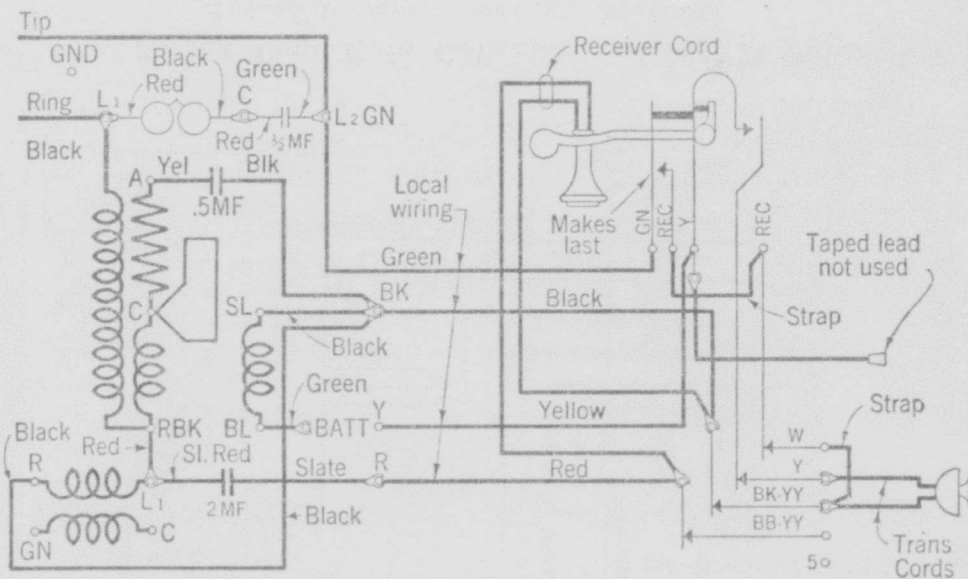 Tip
Receiver Cord
GND
Black
Green
Red
C
Ring
L1
L2 GN
Red
½ MF
Black
Yel
Blk
A
.5MF
Local
wiring
Makes
last
GN
REC
Y
REC
Taped lead
not used
Green
BK
Black
C
SL
Strap
Black
Green
Strap
Yellow
Black
RBK
BL
BATT
Y
W
Red
R
Sl. Red
Slate
R
Red
Y
L1
2 MF
BK-YY
Black
BB-YY
GN
C
Trans
Cords
5